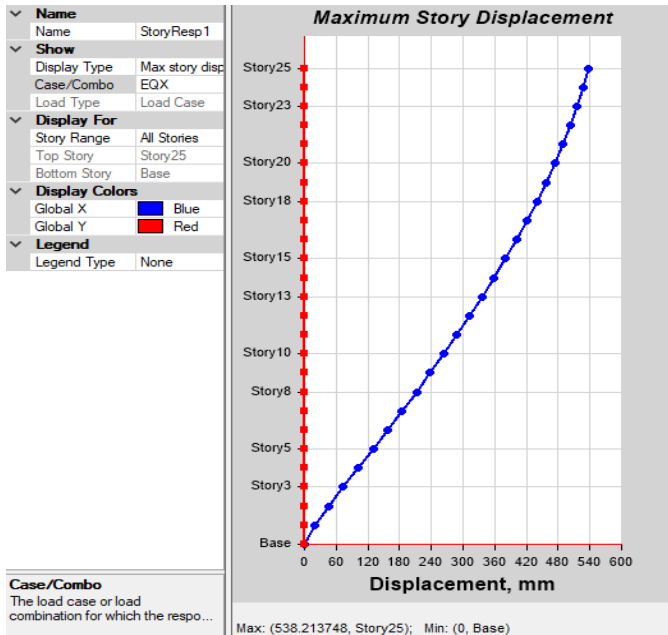 Name
Name StoryResp1
Show
Display Type Max story disp
Case/Combo EQX
Load Type Load Case
Display For
Story Range All Stories
Top Story Story25
Bottom Story Base
Display Colors
Global X Blue
Global Y Red
Legend
Legend Type None
Case/Combo
The load case or load
combination for which the respo...
Maximum Story Displacement
Story25
Story23
Story20
Story18
Story15
Story13
Story10
Story8
Story5
Story3
Base
0 60 120 180 240 300 360 420 480 540 600
Displacement, mm
Max: (538.213748, Story25); Min: (0, Base)